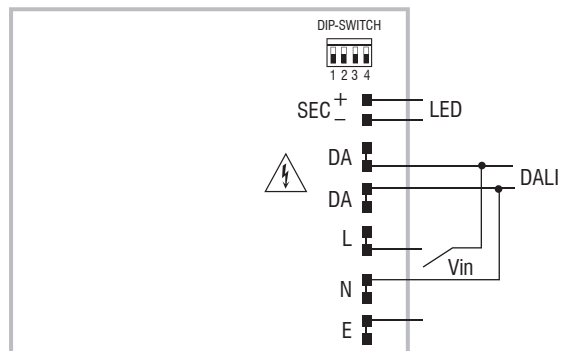 DIP-SWITCH
1 2 3 4
SEC + LED
−
DA
DALI
DA
L
Vin
N
E